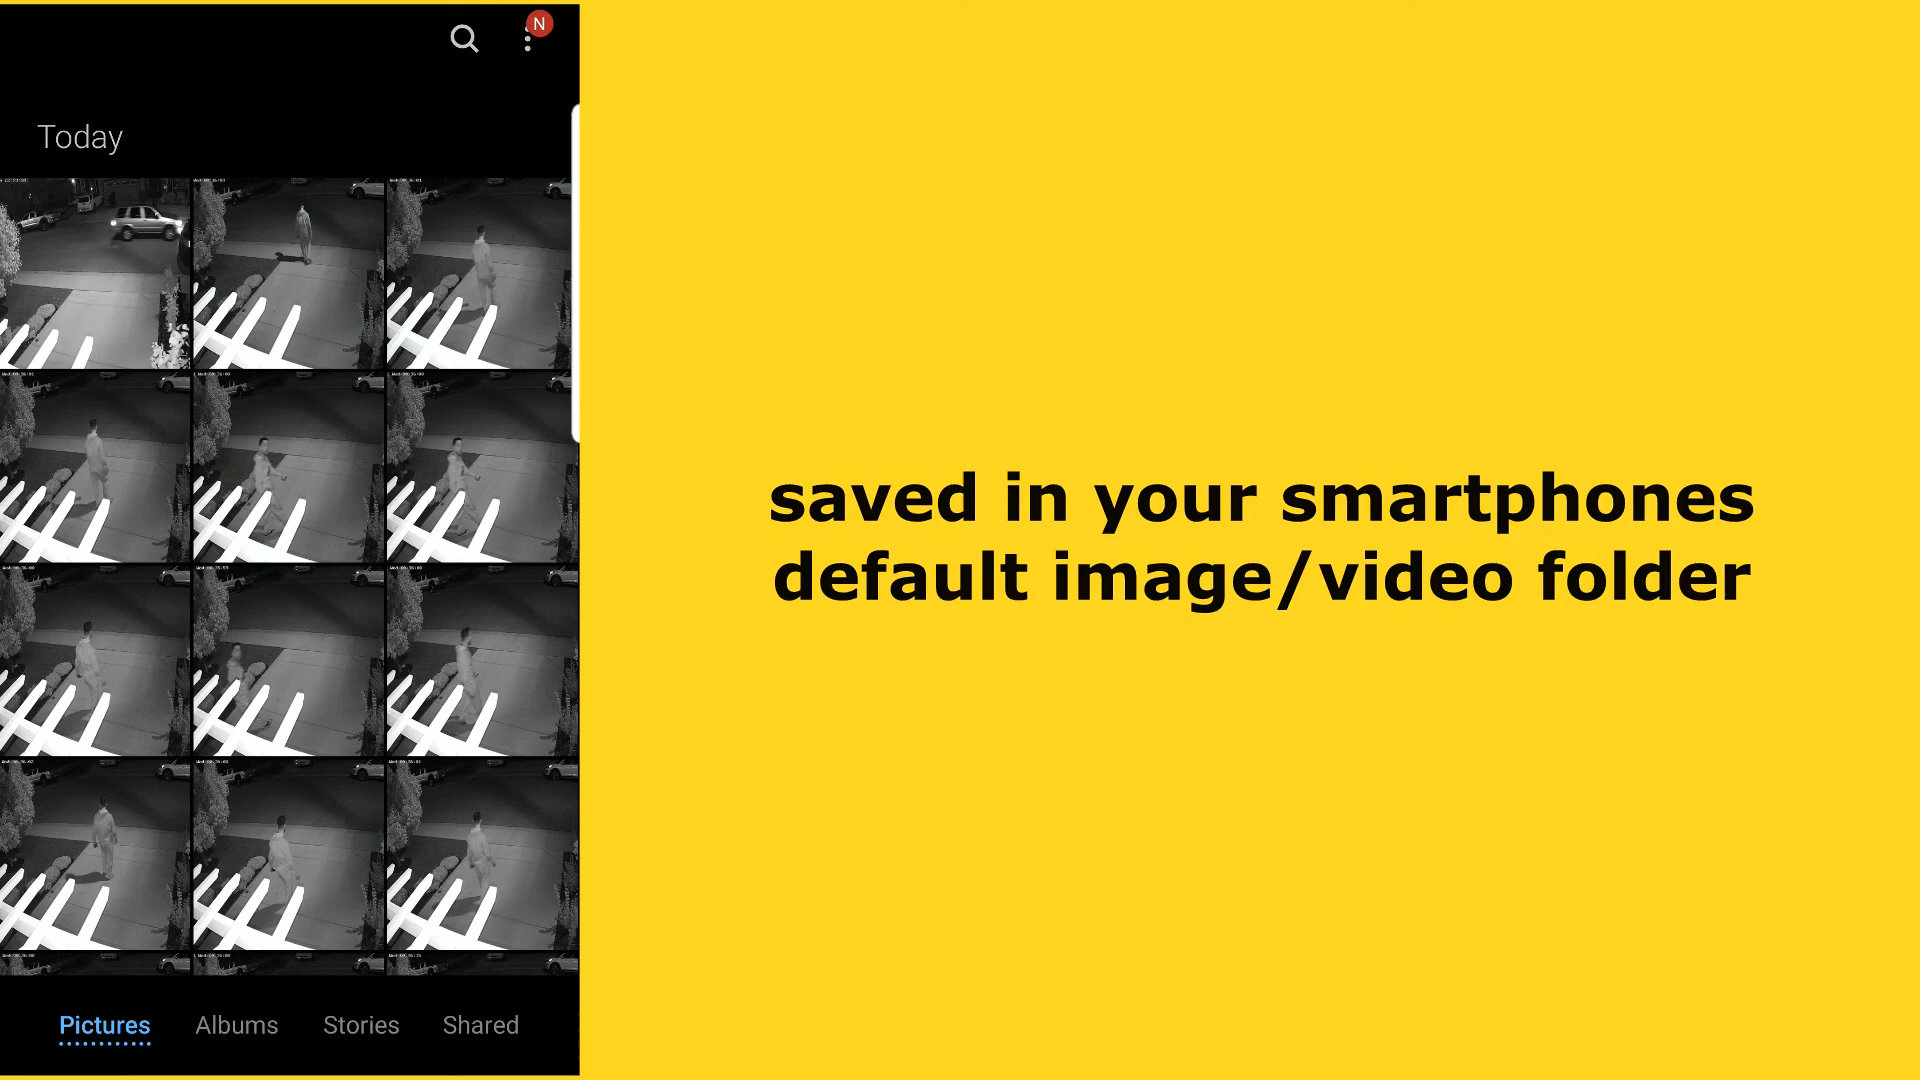 N
Today
saved in your smartphones
default image/video folder
Pictures Albums Stories Shared